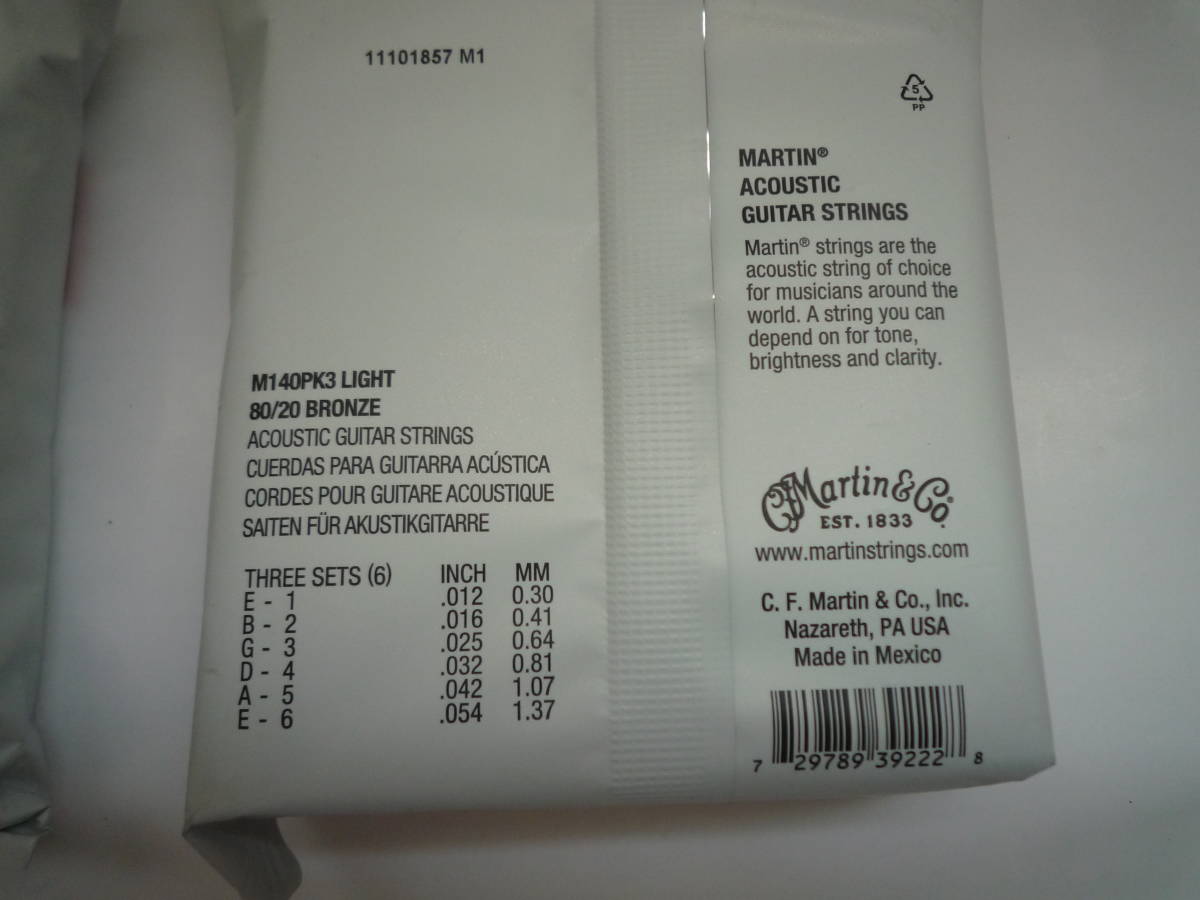 11101857 M1
M140PK3 LIGHT
80/20 BRONZE
ACOUSTIC GUITAR STRINGS
CUERDAS PARA GUITARRA ACÚSTICA
CORDES POUR GUITARE ACOUSTIQUE
SAITEN FÜR AKUSTIKGITARRE
THREE SETS (6) INCH MM
E - 1 .012 0.30
B - 2 .016 0.41
G - 3 .025 0.64
D - 4 .032 0.81
A - 5 .042 1.07
E - 6 .054 1.37
5
PP
MARTIN®
ACOUSTIC
GUITAR STRINGS
Martin® strings are the
acoustic string of choice
for musicians around the
world. A string you can
depend on for tone,
brightness and clarity.
CF Martin & Co.
EST. 1833
www.martinstrings.com
C. F. Martin & Co., Inc.
Nazareth, PA USA
Made in Mexico
7 29789 39222 8